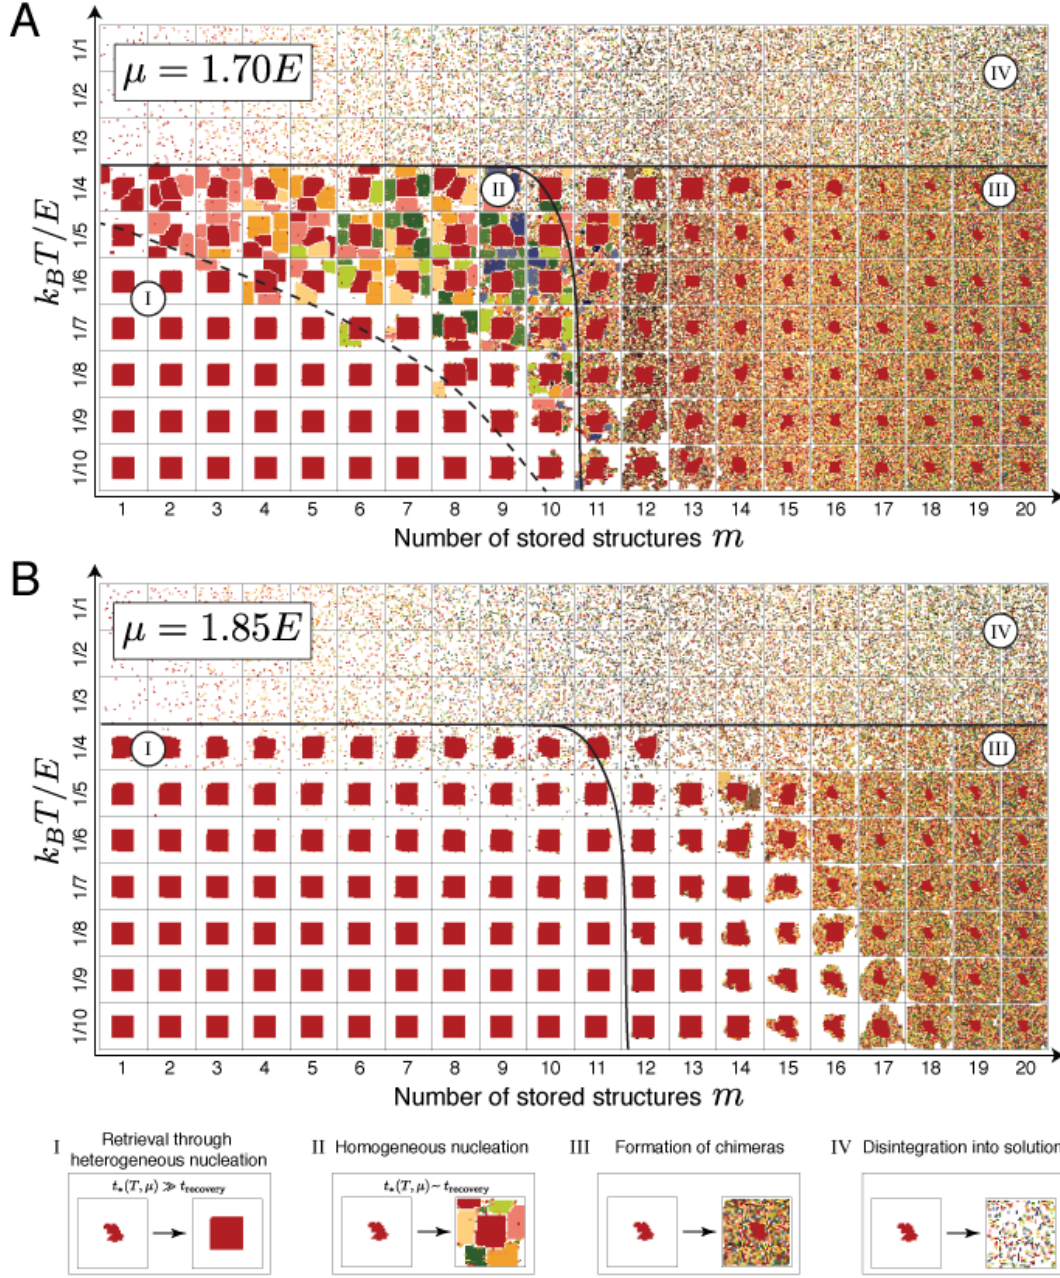 A
μ = 1.70E
IV
II
III
I
k_BT/E
1/1
1/2
1/3
1/4
1/5
1/6
1/7
1/8
1/9
1/10
1 2 3 4 5 6 7 8 9 10 11 12 13 14 15 16 17 18 19 20
Number of stored structures m
B
μ = 1.85E
IV
I
III
k_BT/E
1/1
1/2
1/3
1/4
1/5
1/6
1/7
1/8
1/9
1/10
1 2 3 4 5 6 7 8 9 10 11 12 13 14 15 16 17 18 19 20
Number of stored structures m
I Retrieval through
heterogeneous nucleation
t_*(T, μ) ≫ t_recovery
II Homogeneous nucleation
t_*(T, μ) ~ t_recovery
III Formation of chimeras
IV Disintegration into solution